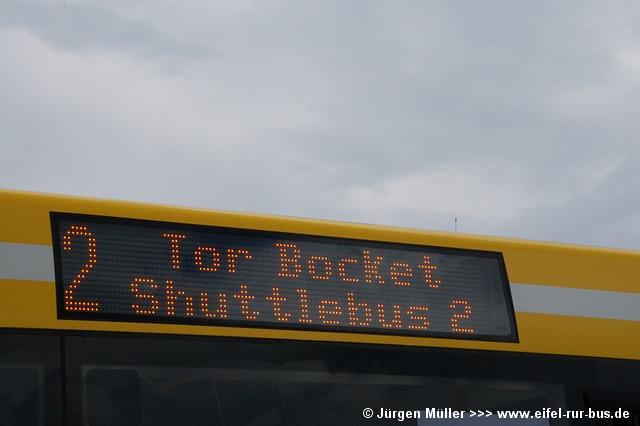 2 Tor Bocket
shuttlebus 2
© Jürgen Müller >>> www.eifel-rur-bus.de